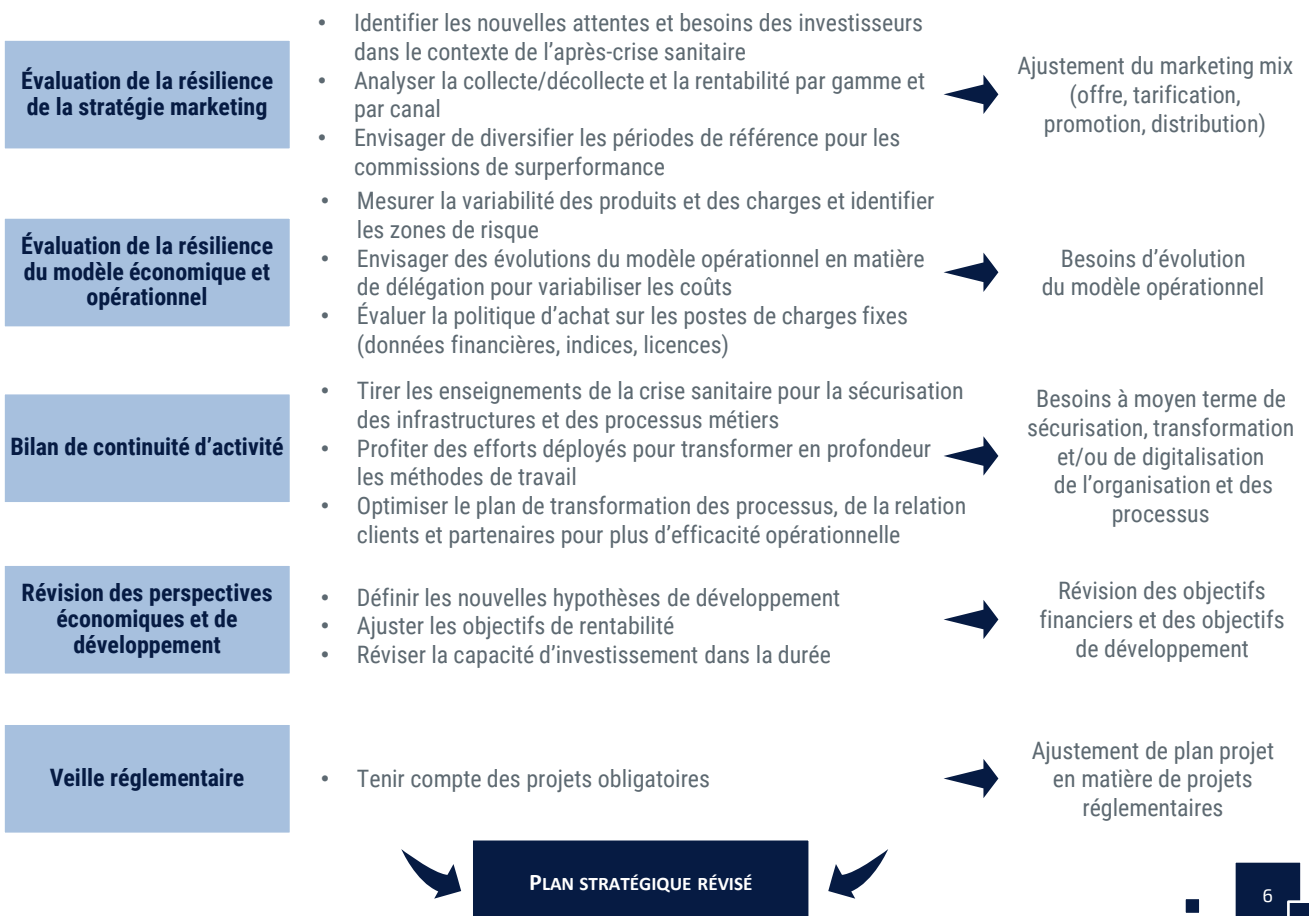 Évaluation de la résilience
de la stratégie marketing
• Identifier les nouvelles attentes et besoins des investisseurs
dans le contexte de l’après-crise sanitaire
• Analyser la collecte/décollecte et la rentabilité par gamme et
par canal
• Envisager de diversifier les périodes de référence pour les
commissions de surperformance
Ajustement du marketing mix
(offre, tarification,
promotion, distribution)
Évaluation de la résilience
du modèle économique et
opérationnel
• Mesurer la variabilité des produits et des charges et identifier
les zones de risque
• Envisager des évolutions du modèle opérationnel en matière
de délégation pour variabiliser les coûts
• Évaluer la politique d’achat sur les postes de charges fixes
(données financières, indices, licences)
Besoins d’évolution
du modèle opérationnel
Bilan de continuité d’activité
• Tirer les enseignements de la crise sanitaire pour la sécurisation
des infrastructures et des processus métiers
• Profiter des efforts déployés pour transformer en profondeur
les méthodes de travail
• Optimiser le plan de transformation des processus, de la relation
clients et partenaires pour plus d’efficacité opérationnelle
Besoins à moyen terme de
sécurisation, transformation
et/ou de digitalisation
de l’organisation et des
processus
Révision des perspectives
économiques et de
développement
• Définir les nouvelles hypothèses de développement
• Ajuster les objectifs de rentabilité
• Réviser la capacité d’investissement dans la durée
Révision des objectifs
financiers et des objectifs
de développement
Veille réglementaire
• Tenir compte des projets obligatoires
Ajustement de plan projet
en matière de projets
réglementaires
PLAN STRATÉGIQUE RÉVISÉ
6